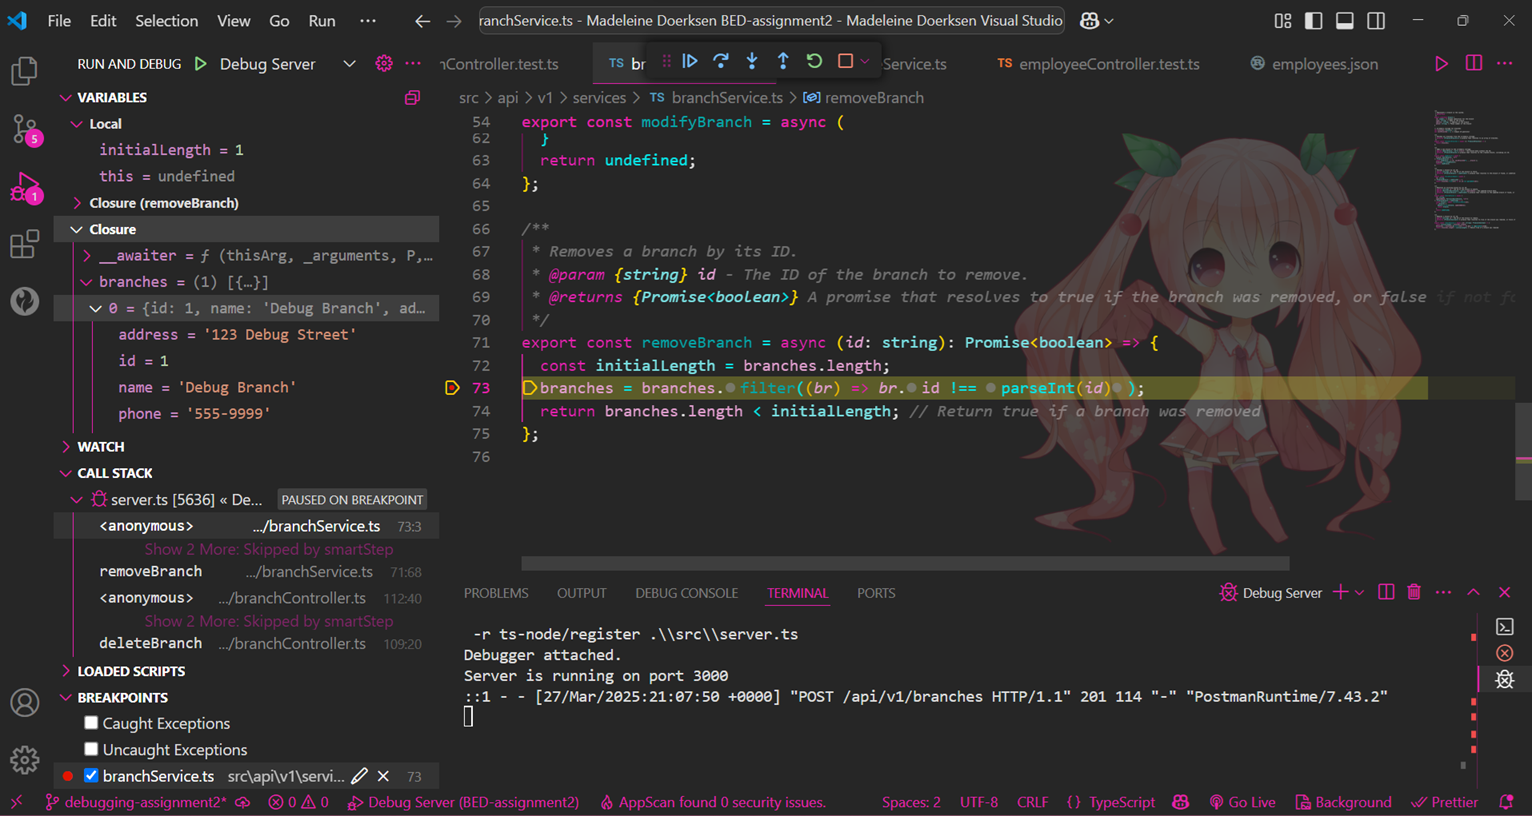 File Edit Selection View Go Run ··· ranchService.ts - Madeleine Doerksen BED-assignment2 - Madeleine Doerksen Visual Studio
RUN AND DEBUG Debug Server ··· nController.test.ts TS br Service.ts TS employeeController.test.ts employees.json ···
VARIABLES
Local
initialLength = 1
this = undefined
Closure (removeBranch)
Closure
__awaiter = ƒ (thisArg, _arguments, P,…
branches = (1) [{…}]
0 = {id: 1, name: 'Debug Branch', ad…
address = '123 Debug Street'
id = 1
name = 'Debug Branch'
phone = '555-9999'
WATCH
CALL STACK
server.ts [5636] « De... PAUSED ON BREAKPOINT
<anonymous> .../branchService.ts 73:3
Show 2 More: Skipped by smartStep
removeBranch .../branchService.ts 71:68
<anonymous> .../branchController.ts 112:40
Show 2 More: Skipped by smartStep
deleteBranch .../branchController.ts 109:20
LOADED SCRIPTS
BREAKPOINTS
Caught Exceptions
Uncaught Exceptions
branchService.ts src\api\v1\servi... 73
5
1
src > api > v1 > services > TS branchService.ts > removeBranch
54 export const modifyBranch = async (
62 }
63 return undefined;
64 };
65
66 /**
67 * Removes a branch by its ID.
68 * @param {string} id - The ID of the branch to remove.
69 * @returns {Promise<boolean>} A promise that resolves to true if the branch was removed, or false if not fo
70 */
71 export const removeBranch = async (id: string): Promise<boolean> => {
72 const initialLength = branches.length;
73 branches = branches. filter((br) => br. id !== parseInt(id) );
74 return branches.length < initialLength; // Return true if a branch was removed
75 };
76
PROBLEMS OUTPUT DEBUG CONSOLE TERMINAL PORTS Debug Server ···
-r ts-node/register .\\src\\server.ts
Debugger attached.
Server is running on port 3000
::1 - - [27/Mar/2025:21:07:50 +0000] "POST /api/v1/branches HTTP/1.1" 201 114 "-" "PostmanRuntime/7.43.2"
debugging-assignment2* 0 0 Debug Server (BED-assignment2) AppScan found 0 security issues. Spaces: 2 UTF-8 CRLF {} TypeScript Go Live Background Prettier